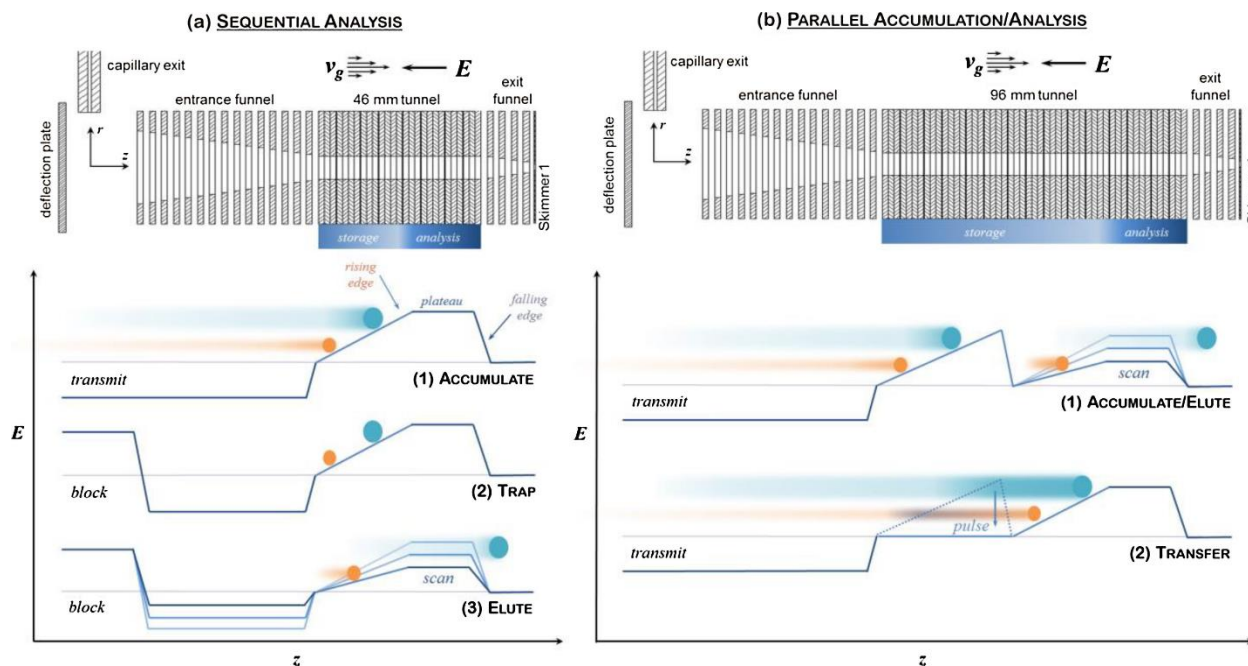 (a) SEQUENTIAL ANALYSIS
capillary exit
v_g
E
exit
funnel
entrance funnel
46 mm tunnel
deflection plate
r
z
Skimmer 1
storage
analysis
rising
edge
plateau
falling
edge
transmit
(1) ACCUMULATE
E
block
(2) TRAP
block
scan
(3) ELUTE
z
(b) PARALLEL ACCUMULATION/ANALYSIS
capillary exit
v_g
E
exit
funnel
entrance funnel
96 mm tunnel
deflection plate
r
z
storage
analysis
scan
transmit
(1) ACCUMULATE/ELUTE
E
pulse
transmit
(2) TRANSFER
z